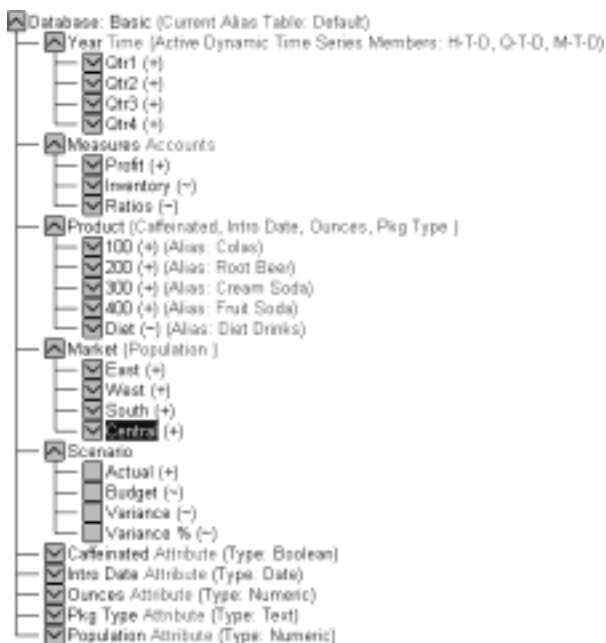 Database: Basic (Current Alias Table: Default)
Year Time (Active Dynamic Time Series Members: H-T-D, Q-T-D, M-T-D)
Qtr1 (+)
Qtr2 (+)
Qtr3 (+)
Qtr4 (+)
Measures Accounts
Profit (+)
Inventory (~)
Ratios (~)
Product {Caffeinated, Intro Date, Ounces, Pkg Type }
100 (+) (Alias: Colas)
200 (+) (Alias: Root Beer)
300 (+) (Alias: Cream Soda)
400 (+) (Alias: Fruit Soda)
Diet (~) (Alias: Diet Drinks)
Market {Population }
East (+)
West (+)
South (+)
Central (+)
Scenario
Actual (+)
Budget (~)
Variance (~)
Variance % (~)
Caffeinated Attribute (Type: Boolean)
Intro Date Attribute (Type: Date)
Ounces Attribute (Type: Numeric)
Pkg Type Attribute (Type: Text)
Population Attribute (Type: Numeric)